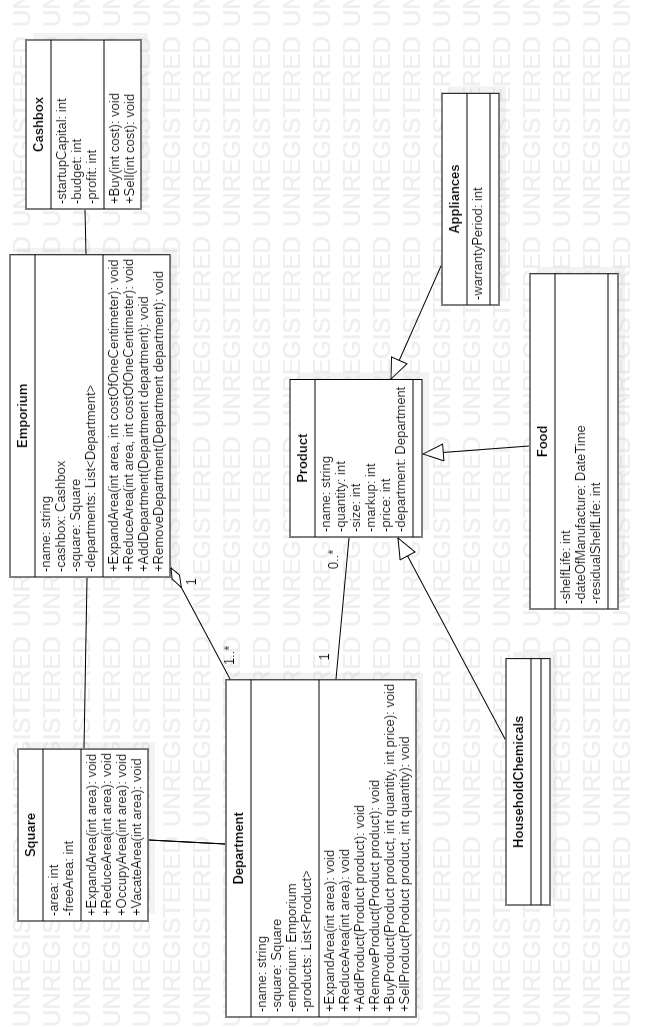 Cashbox
-startupCapital: int
-budget: int
-profit: int
+Buy(int cost): void
+Sell(int cost): void
Emporium
-name: string
-cashbox: Cashbox
-square: Square
-departments: List<Department>
+ExpandArea(int area, int costOfOneCentimeter): void
+ReduceArea(int area, int costOfOneCentimeter): void
+AddDepartment(Department department): void
+RemoveDepartment(Department department): void
1
1..*
Square
-area: int
-freeArea: int
+ExpandArea(int area): void
+ReduceArea(int area): void
+OccupyArea(int area): void
+VacateArea(int area): void
Department
-name: string
-square: Square
-emporium: Emporium
-products: List<Product>
+ExpandArea(int area): void
+ReduceArea(int area): void
+AddProduct(Product product): void
+RemoveProduct(Product product): void
+BuyProduct(Product product, int quantity, int price): void
+SellProduct(Product product, int quantity): void
1
0..*
Product
-name: string
-quantity: int
-size: int
-markup: int
-price: int
-department: Department
Appliances
-warrantyPeriod: int
Food
-shelfLife: int
-dateOfManufacture: DateTime
-residualShelfLife: int
HouseholdChemicals
UNREGISTERED